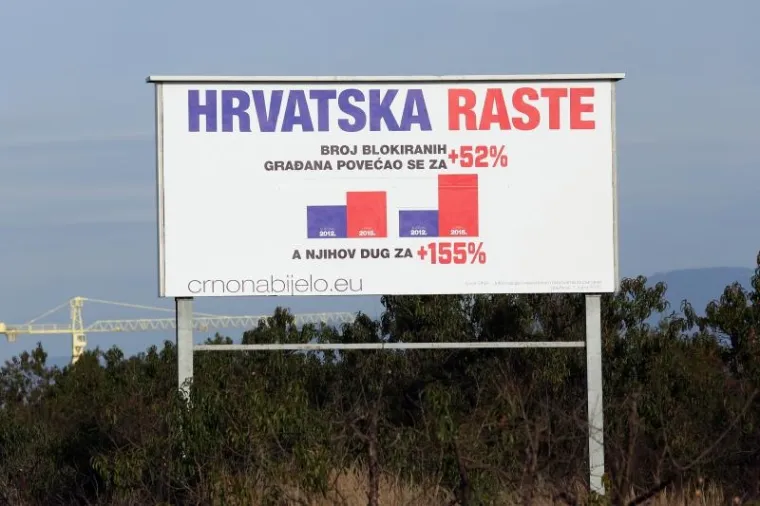 HRVATSKA RASTE
BROJ BLOKIRANIH
GRAĐANA POVEĆAO SE ZA +52%
2012. 2015. 2012. 2015.
A NJIHOV DUG ZA +155%
crnonabijelo.eu